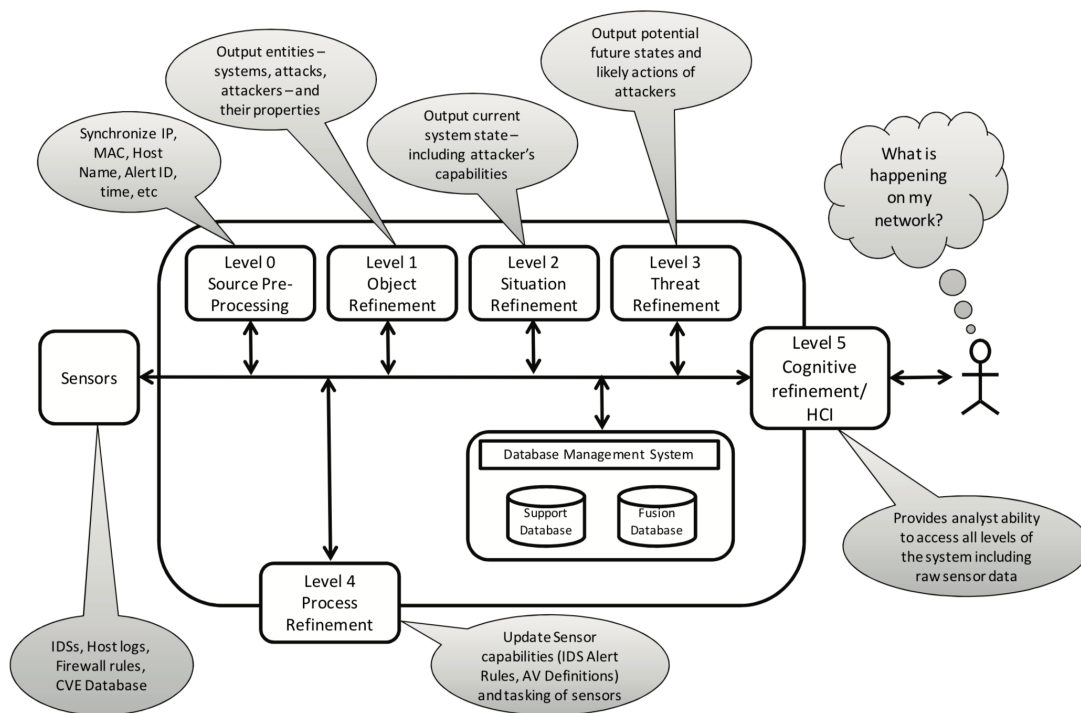 Output entities –
systems, attacks,
attackers – and
their properties
Output potential
future states and
likely actions of
attackers
Synchronize IP,
MAC, Host
Name, Alert ID,
time, etc
Output current
system state –
including attacker's
capabilities
What is
happening
on my
network?
Level 0
Source Pre-
Processing
Level 1
Object
Refinement
Level 2
Situation
Refinement
Level 3
Threat
Refinement
Sensors
Level 5
Cognitive
refinement/
HCI
Database Management System
Support
Database
Fusion
Database
Provides analyst ability
to access all levels of
the system including
raw sensor data
Level 4
Process
Refinement
IDSs, Host logs,
Firewall rules,
CVE Database
Update Sensor
capabilities (IDS Alert
Rules, AV Definitions)
and tasking of sensors